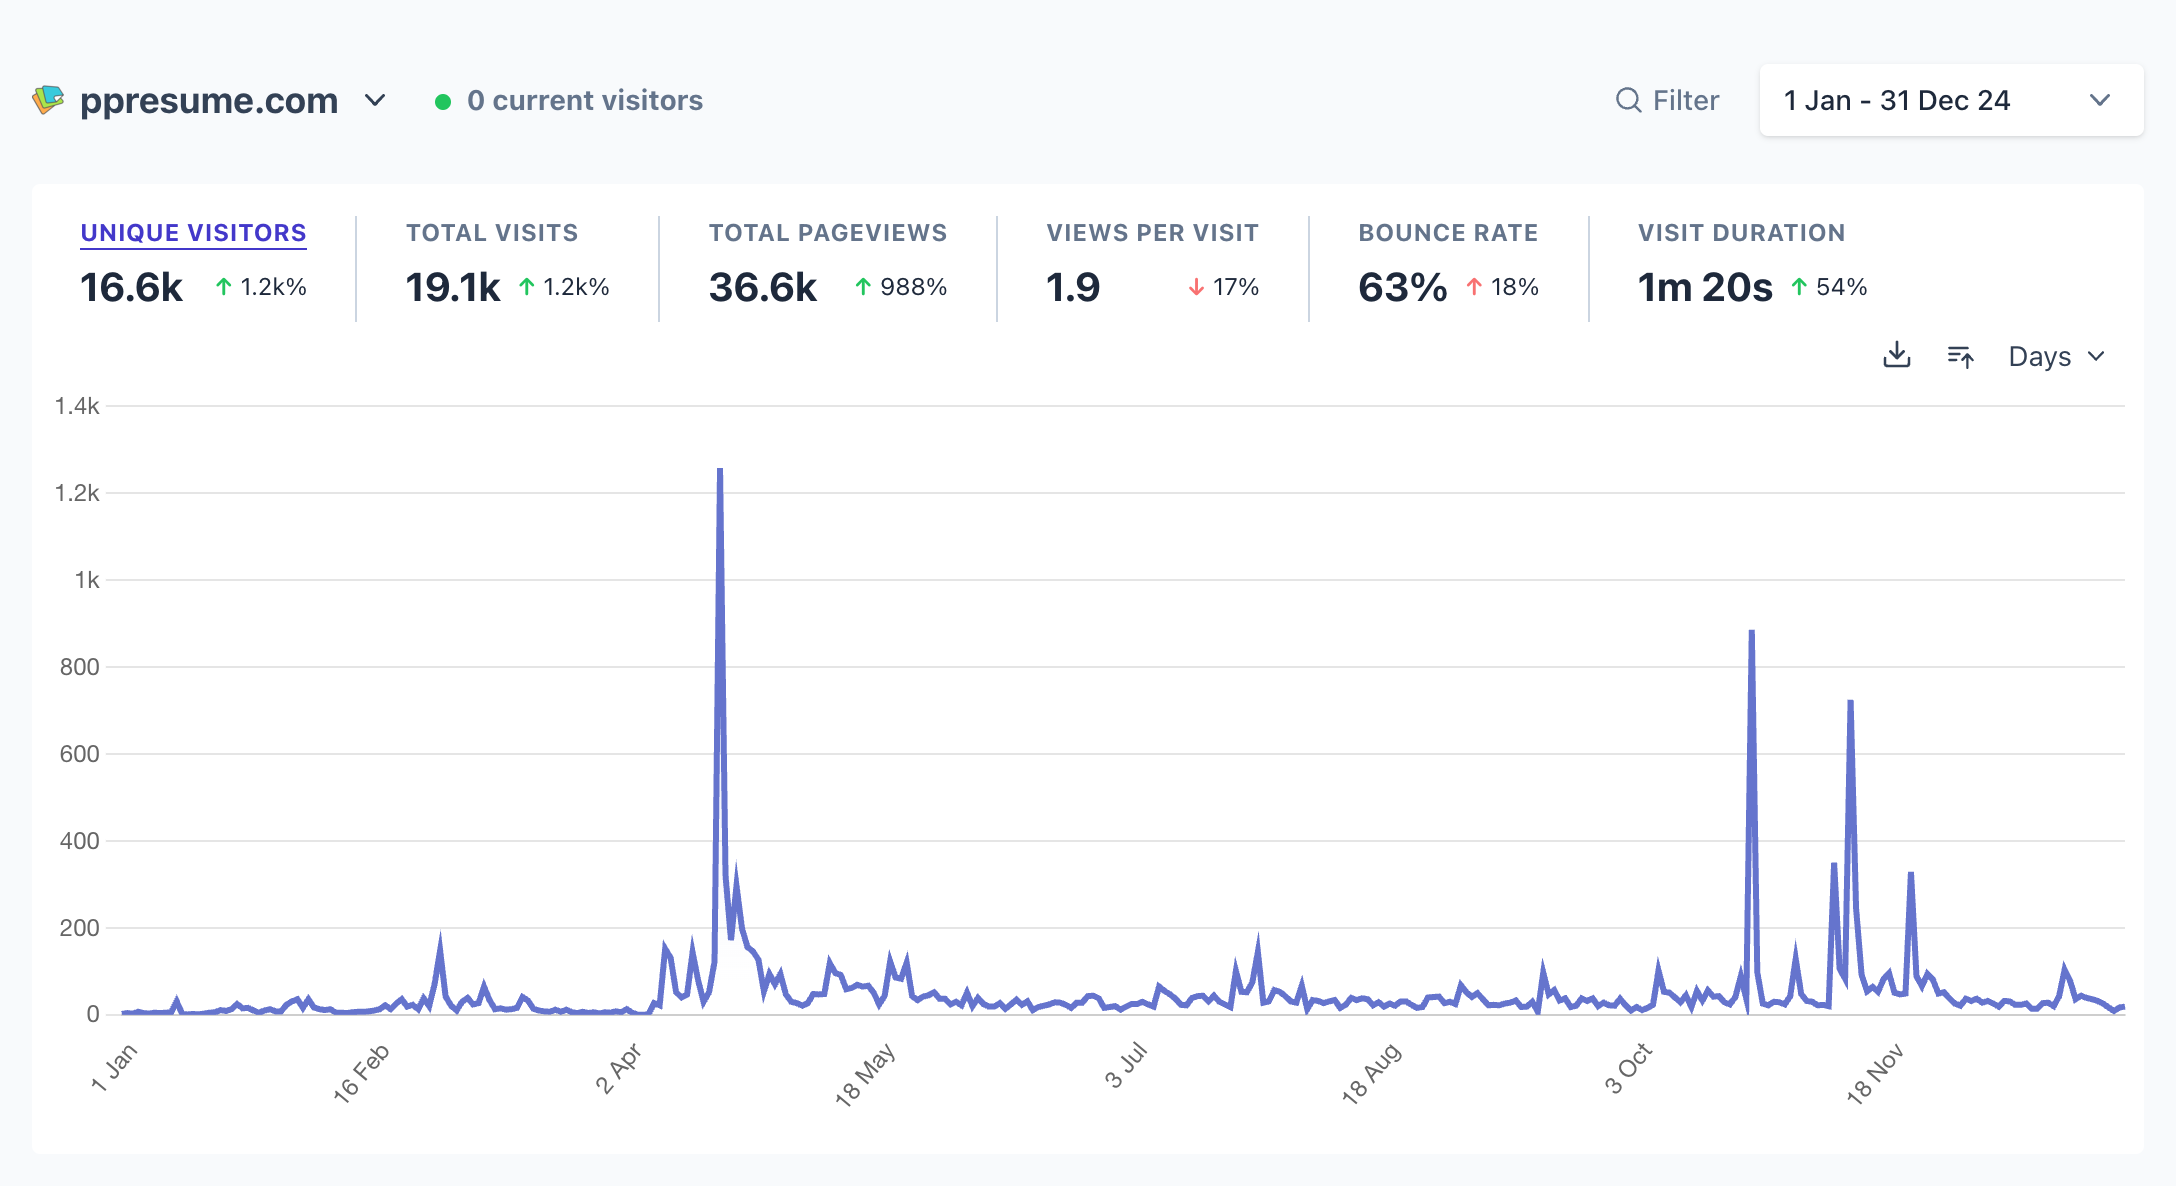 ppresume.com
0 current visitors
Filter
1 Jan - 31 Dec 24
UNIQUE VISITORS
16.6k 1.2k%
TOTAL VISITS
19.1k 1.2k%
TOTAL PAGEVIEWS
36.6k 988%
VIEWS PER VISIT
1.9 17%
BOUNCE RATE
63% 18%
VISIT DURATION
1m 20s 54%
Days
1.4k
1.2k
1k
800
600
400
200
0
1 Jan
16 Feb
2 Apr
18 May
3 Jul
18 Aug
3 Oct
18 Nov